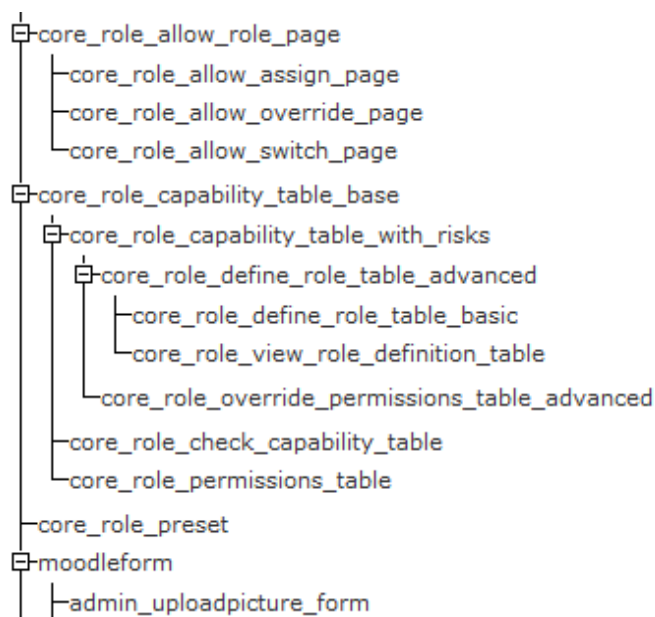 core_role_allow_role_page
core_role_allow_assign_page
core_role_allow_override_page
core_role_allow_switch_page
core_role_capability_table_base
core_role_capability_table_with_risks
core_role_define_role_table_advanced
core_role_define_role_table_basic
core_role_view_role_definition_table
core_role_override_permissions_table_advanced
core_role_check_capability_table
core_role_permissions_table
core_role_preset
moodleform
admin_uploadpicture_form